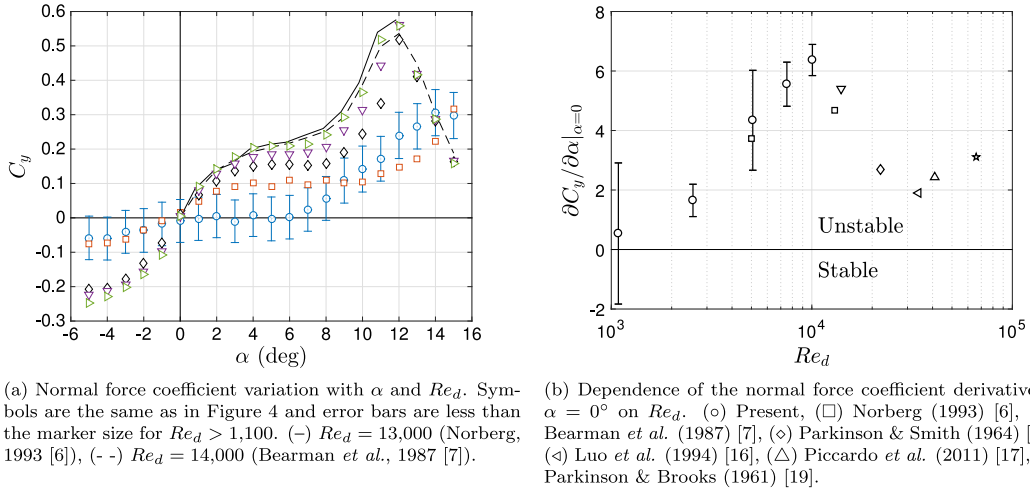 0.6
0.5
0.4
0.3
0.2
0.1
0
-0.1
-0.2
-0.3
C_y
-6 -4 -2 0 2 4 6 8 10 12 14 16
α (deg)
8
6
4
2
0
-2
∂C_y/∂α|α=0
Unstable
Stable
10^3 10^4 10^5
Re_d
(a) Normal force coefficient variation with α and Re_d. Sym-
bols are the same as in Figure 4 and error bars are less than
the marker size for Re_d > 1,100. (–) Re_d = 13,000 (Norberg,
1993 [6]), (- -) Re_d = 14,000 (Bearman et al., 1987 [7]).
(b) Dependence of the normal force coefficient derivative
α = 0° on Re_d. (○) Present, (□) Norberg (1993) [6],
Bearman et al. (1987) [7], (◇) Parkinson & Smith (1964) [
(◁) Luo et al. (1994) [16], (△) Piccardo et al. (2011) [17],
Parkinson & Brooks (1961) [19].